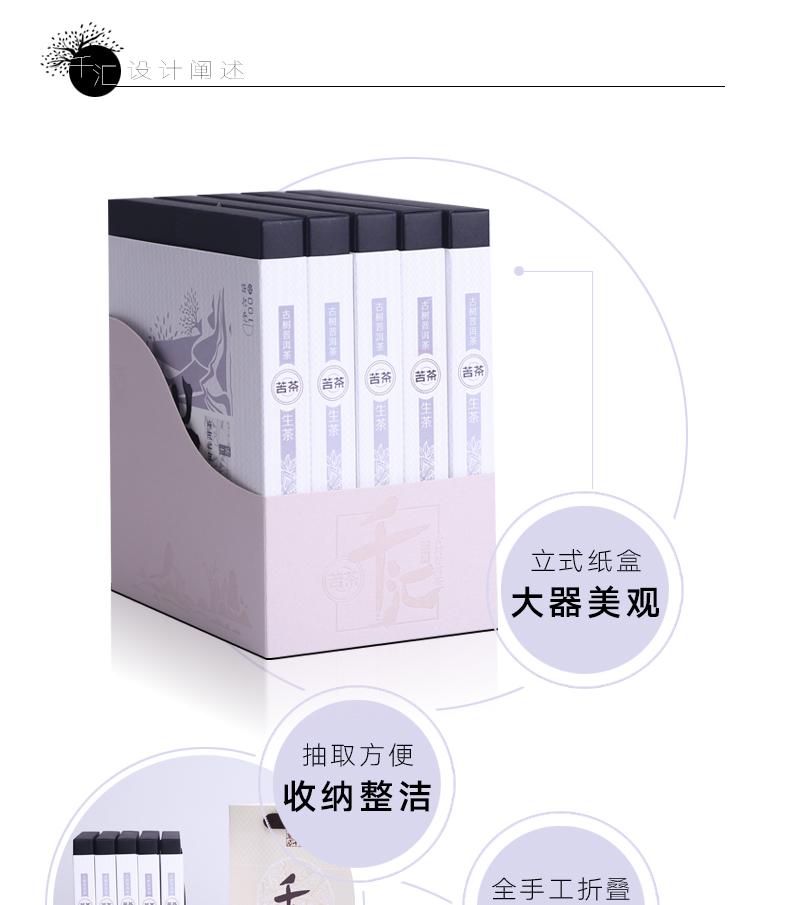 千汇 设计阐述
100
古树普洱茶
苦茶
生茶
古树普洱茶
苦茶
生茶
古树普洱茶
苦茶
生茶
古树普洱茶
苦茶
生茶
古树普洱茶
苦茶
生茶
千汇
苦茶
立式纸盒
大器美观
抽取方便
收纳整洁
千
全手工折叠